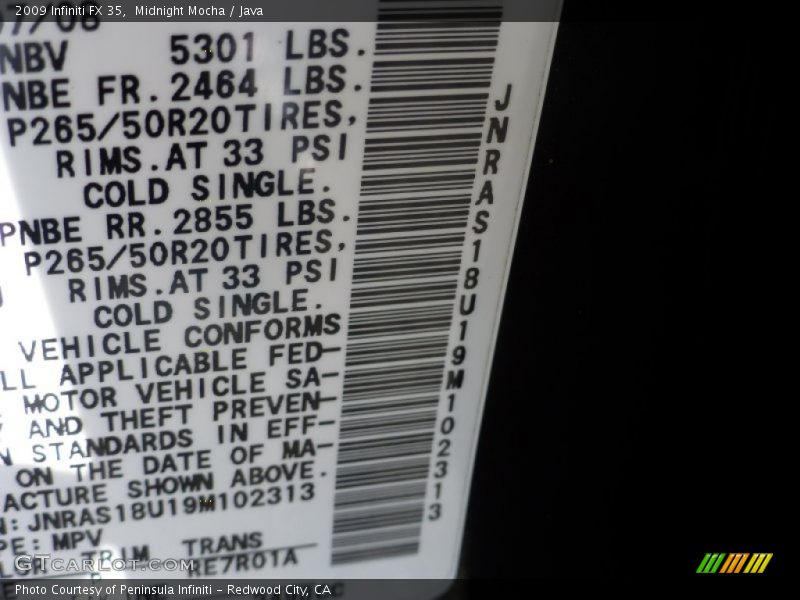 2009 Infiniti FX 35, Midnight Mocha / Java
07/08
NBV 5301 LBS.
NBE FR. 2464 LBS.
P265/50R20TIRES,
RIMS.AT 33 PSI
COLD SINGLE.
PNBE RR. 2855 LBS.
P265/50R20TIRES,
RIMS.AT 33 PSI
COLD SINGLE.
VEHICLE CONFORMS
LL APPLICABLE FED-
MOTOR VEHICLE SA-
AND THEFT PREVEN-
N STANDARDS IN EFF-
ON THE DATE OF MA-
ACTURE SHOWN ABOVE.
N: JNRAS18U19M102313
PE: MPV
TRIM TRANS
RE7R01A
JNRAS18U19M102313
GTCarLot.com
Photo Courtesy of Peninsula Infiniti - Redwood City, CA